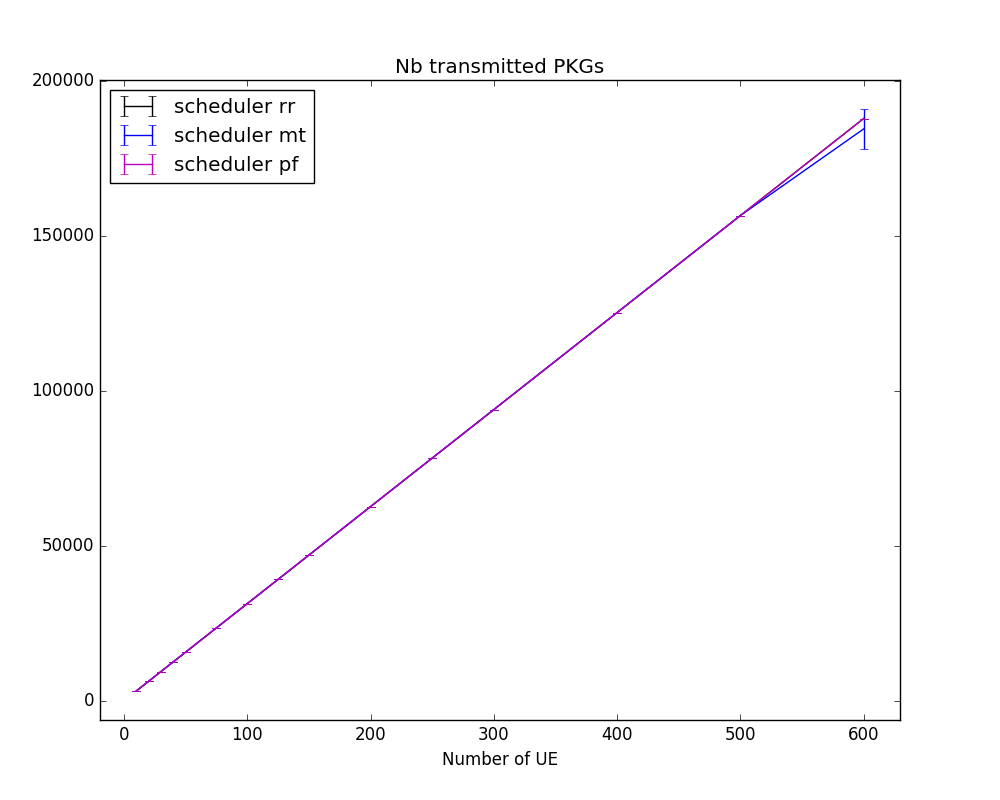 Nb transmitted PKGs
200000
150000
100000
50000
0
scheduler rr
scheduler mt
scheduler pf
0 100 200 300 400 500 600
Number of UE